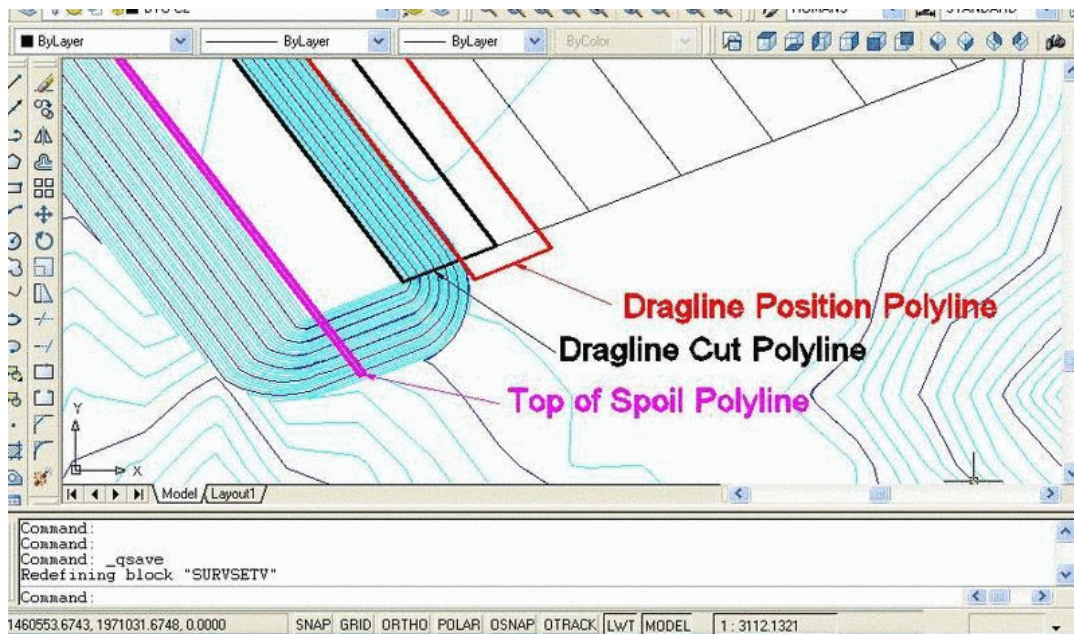 ByLayer ByLayer ByLayer ByColor
Dragline Position Polyline
Dragline Cut Polyline
Top of Spoil Polyline
Y
X
Model Layout1
Command:
Command:
Command: _qsave
Redefining block "SURVSETV"
Command:
1460553.6743, 1971031.6748, 0.0000 SNAP GRID ORTHO POLAR OSNAP OTRACK LWT MODEL 1 : 3112.1321